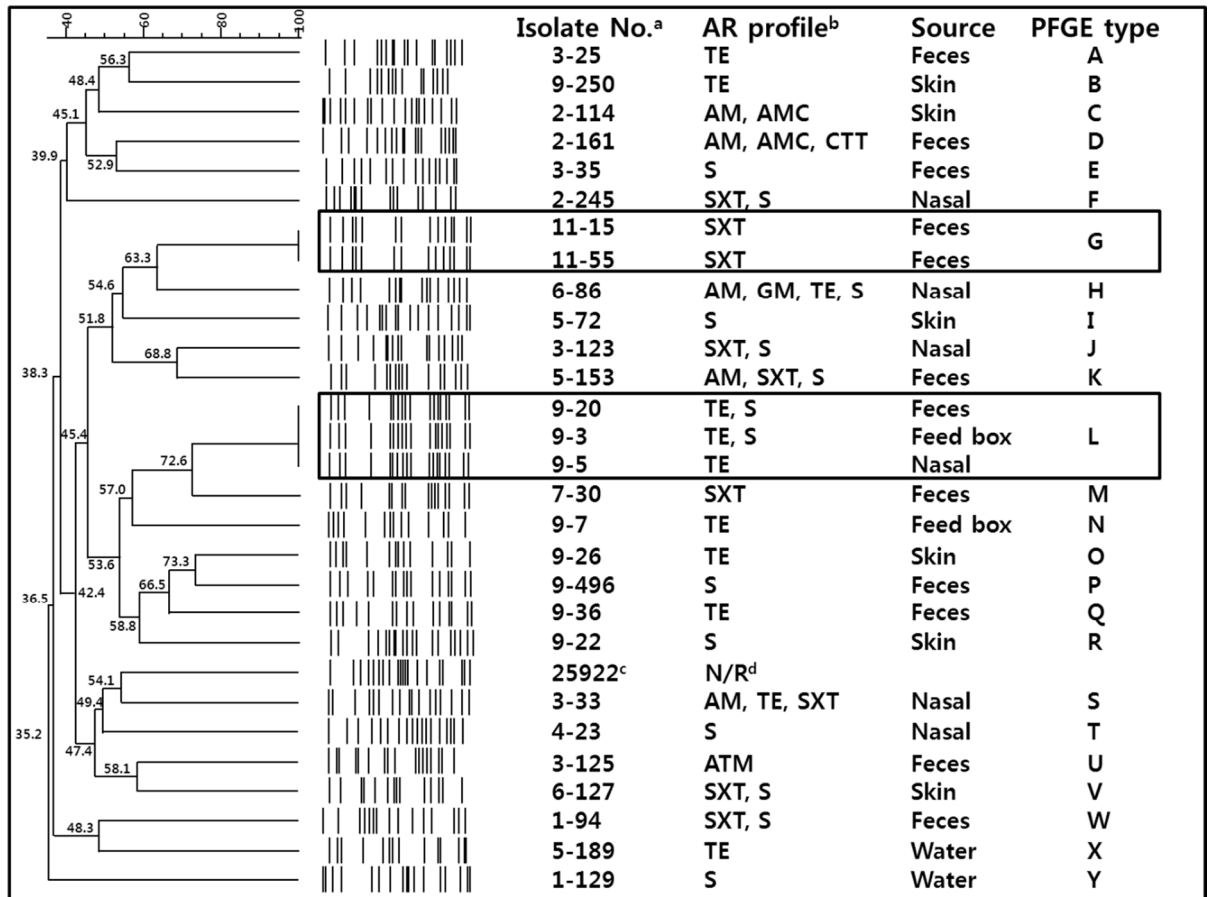 40 60 80 100
Isolate No.a AR profileb Source PFGE type
3-25 TE Feces A
56.3
9-250 TE Skin B
48.4
2-114 AM, AMC Skin C
45.1
2-161 AM, AMC, CTT Feces D
39.9
52.9
3-35 S Feces E
2-245 SXT, S Nasal F
11-15 SXT Feces
G
11-55 SXT Feces
63.3
6-86 AM, GM, TE, S Nasal H
54.6
5-72 S Skin I
51.8
3-123 SXT, S Nasal J
68.8
5-153 AM, SXT, S Feces K
38.3
9-20 TE, S Feces
9-3 TE, S Feed box L
45.4
9-5 TE Nasal
72.6
7-30 SXT Feces M
57.0
9-7 TE Feed box N
9-26 TE Skin O
53.6
73.3
9-496 S Feces P
66.5
42.4
36.5
9-36 TE Feces Q
58.8
9-22 S Skin R
25922c N/Rd
54.1
3-33 AM, TE, SXT Nasal S
49.4
4-23 S Nasal T
35.2
47.4
3-125 ATM Feces U
58.1
6-127 SXT, S Skin V
1-94 SXT, S Feces W
48.3
5-189 TE Water X
1-129 S Water Y